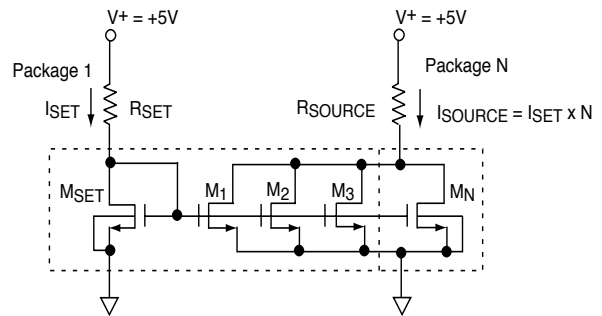 V+ = +5V
V+ = +5V
Package 1
Package N
ISET
RSET
RSOURCE
ISOURCE = ISET x N
MSET
M1
M2
M3
MN